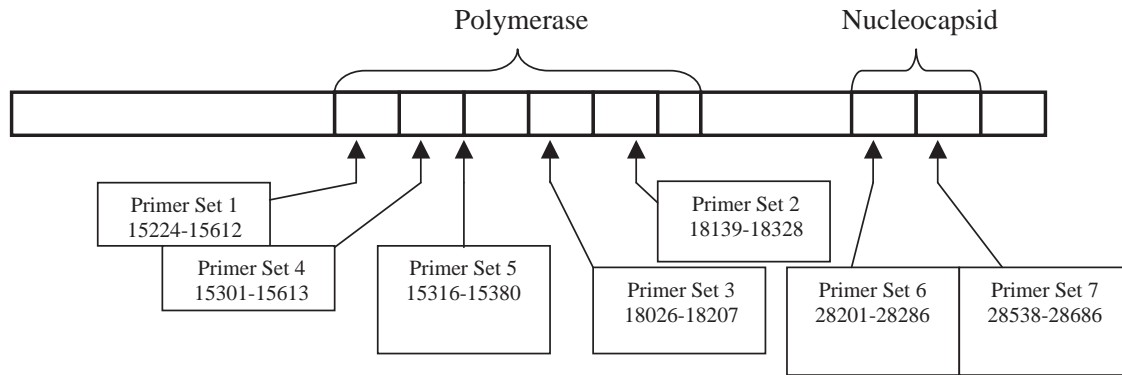 Polymerase
Nucleocapsid
Primer Set 1
15224-15612
Primer Set 4
15301-15613
Primer Set 5
15316-15380
Primer Set 3
18026-18207
Primer Set 2
18139-18328
Primer Set 6
28201-28286
Primer Set 7
28538-28686